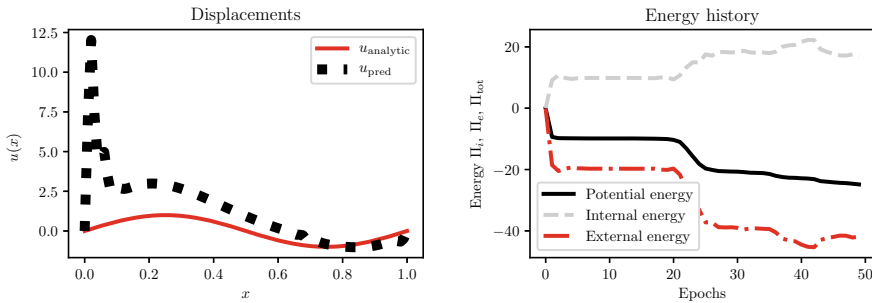 Displacements
12.5
10.0
7.5
5.0
2.5
0.0
u(x)
0.0
0.2
0.4
0.6
0.8
1.0
x
u_analytic
u_pred
Energy history
20
0
−20
−40
Energy Π_i, Π_e, Π_tot
0
10
20
30
40
50
Epochs
Potential energy
Internal energy
External energy